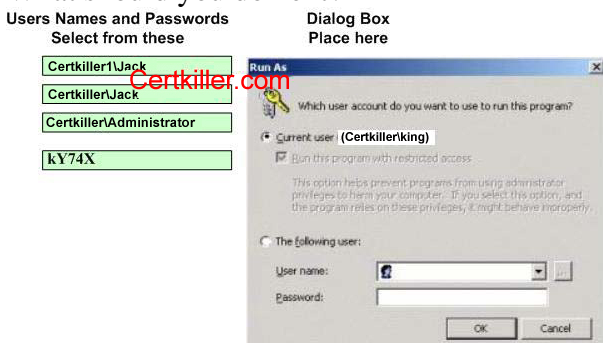 Users Names and Passwords
Select from these
Dialog Box
Place here
Certkiller1\Jack
Certkiller\Jack
Certkiller\Administrator
kY74X
Certkiller.com
Run As
Which user account do you want to use to run this program?
Current user (Certkiller\king)
Run this program with restricted access
This option helps prevent programs from using administrator
privileges to harm your computer. If you select this option, and
the program relies on these privileges, it might behave improperly.
The following user:
User name:
...
Password:
OK
Cancel